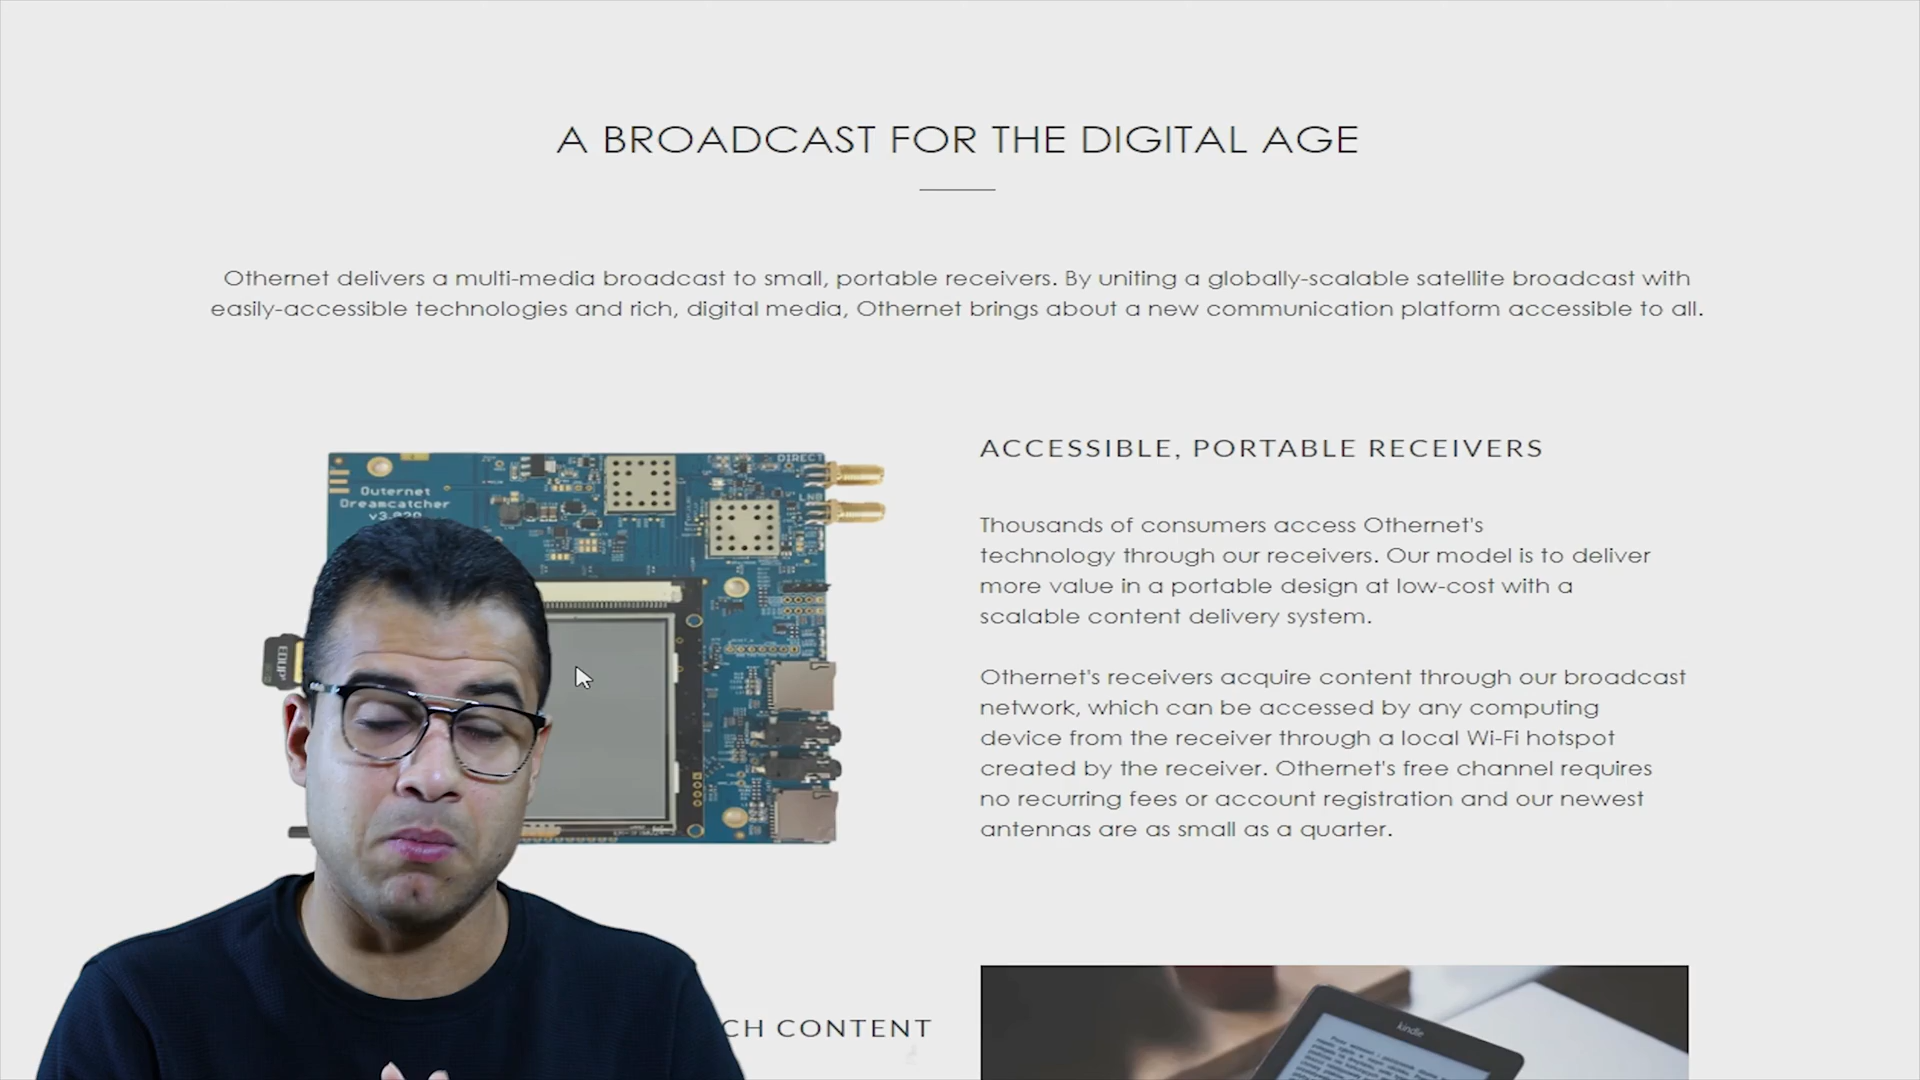 A BROADCAST FOR THE DIGITAL AGE
Othernet delivers a multi-media broadcast to small, portable receivers. By uniting a globally-scalable satellite broadcast with
easily-accessible technologies and rich, digital media, Othernet brings about a new communication platform accessible to all.
DIRECT
LNB
Outernet
Dreamcatcher
EDUP
ACCESSIBLE, PORTABLE RECEIVERS
Thousands of consumers access Othernet's
technology through our receivers. Our model is to deliver
more value in a portable design at low-cost with a
scalable content delivery system.
Othernet's receivers acquire content through our broadcast
network, which can be accessed by any computing
device from the receiver through a local Wi-Fi hotspot
created by the receiver. Othernet's free channel requires
no recurring fees or account registration and our newest
antennas are as small as a quarter.
CH CONTENT
kindle